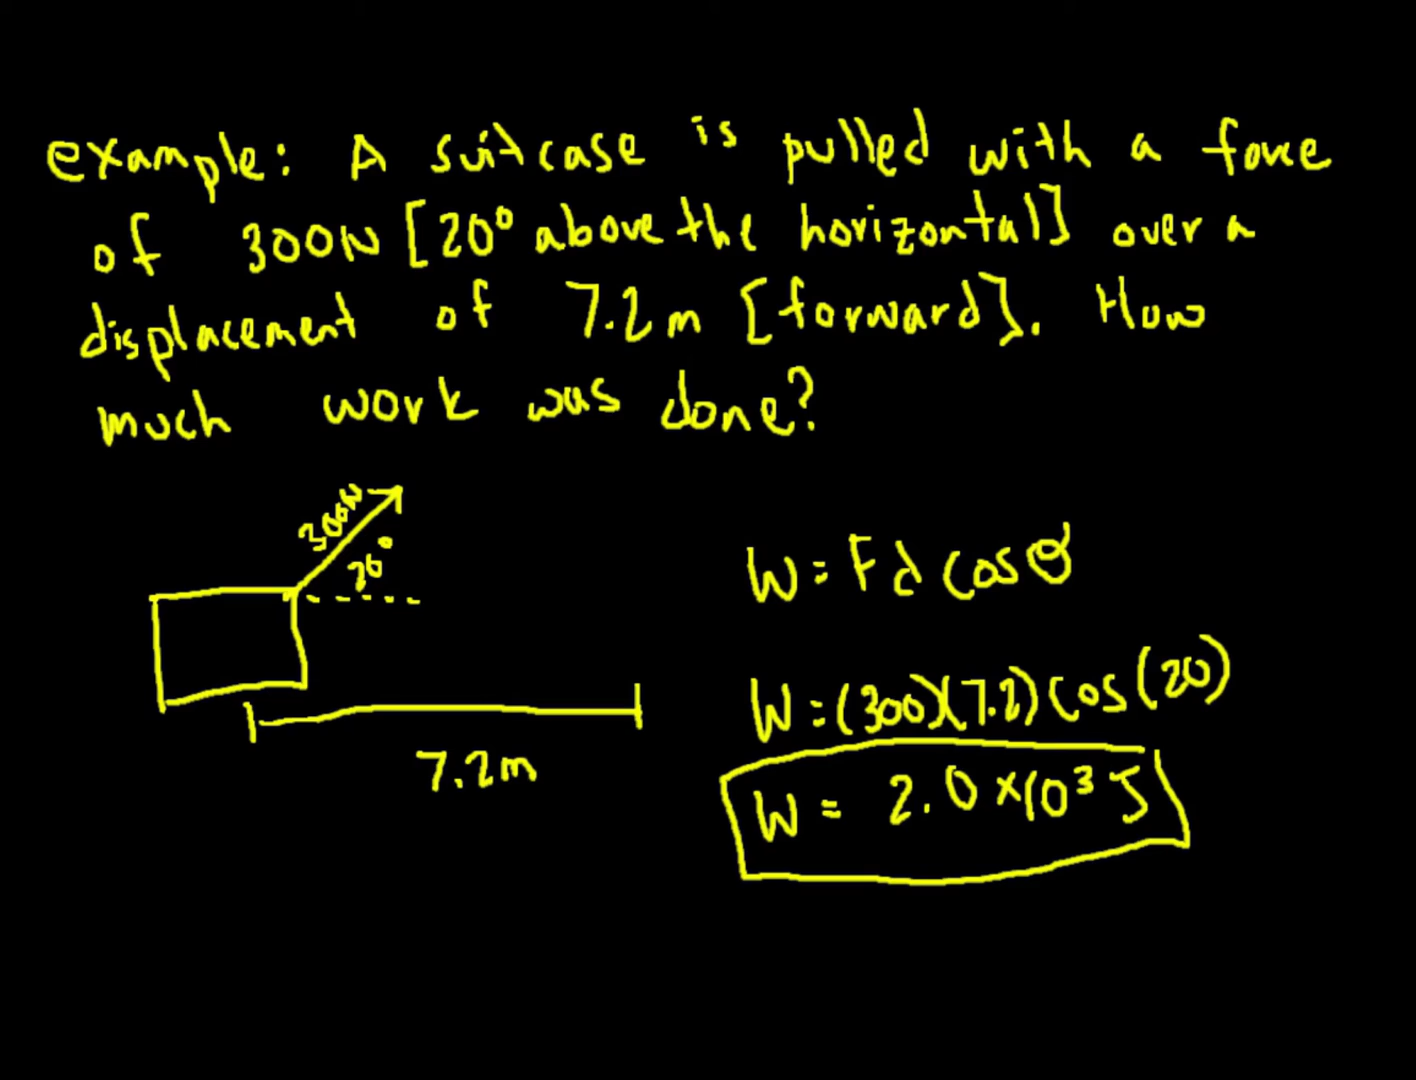 example: A suitcase is pulled with a force
of 300N [20° above the horizontal] over a
displacement of 7.2m [forward]. How
much work was done?
300N
20°
7.2m
W = Fd cosθ
W = (300)(7.2) cos(20)
W = 2.0 × 10³ J